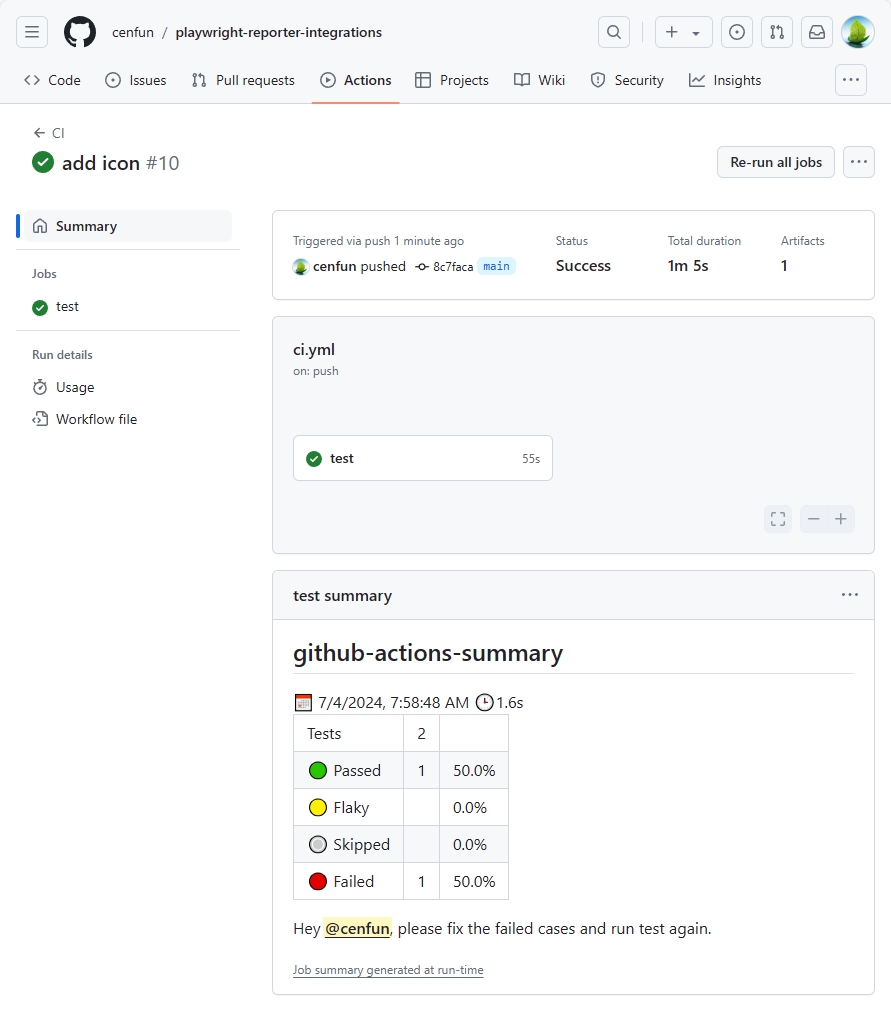 cenfun / playwright-reporter-integrations
Code Issues Pull requests Actions Projects Wiki Security Insights
CI
add icon #10
Re-run all jobs
Summary
Jobs
test
Run details
Usage
Workflow file
Triggered via push 1 minute ago
cenfun pushed 8c7faca main
Status
Success
Total duration
1m 5s
Artifacts
1
ci.yml
on: push
test 55s
test summary
github-actions-summary
7/4/2024, 7:58:48 AM 1.6s
Tests 2
Passed 1 50.0%
Flaky 0.0%
Skipped 0.0%
Failed 1 50.0%
Hey @cenfun, please fix the failed cases and run test again.
Job summary generated at run-time